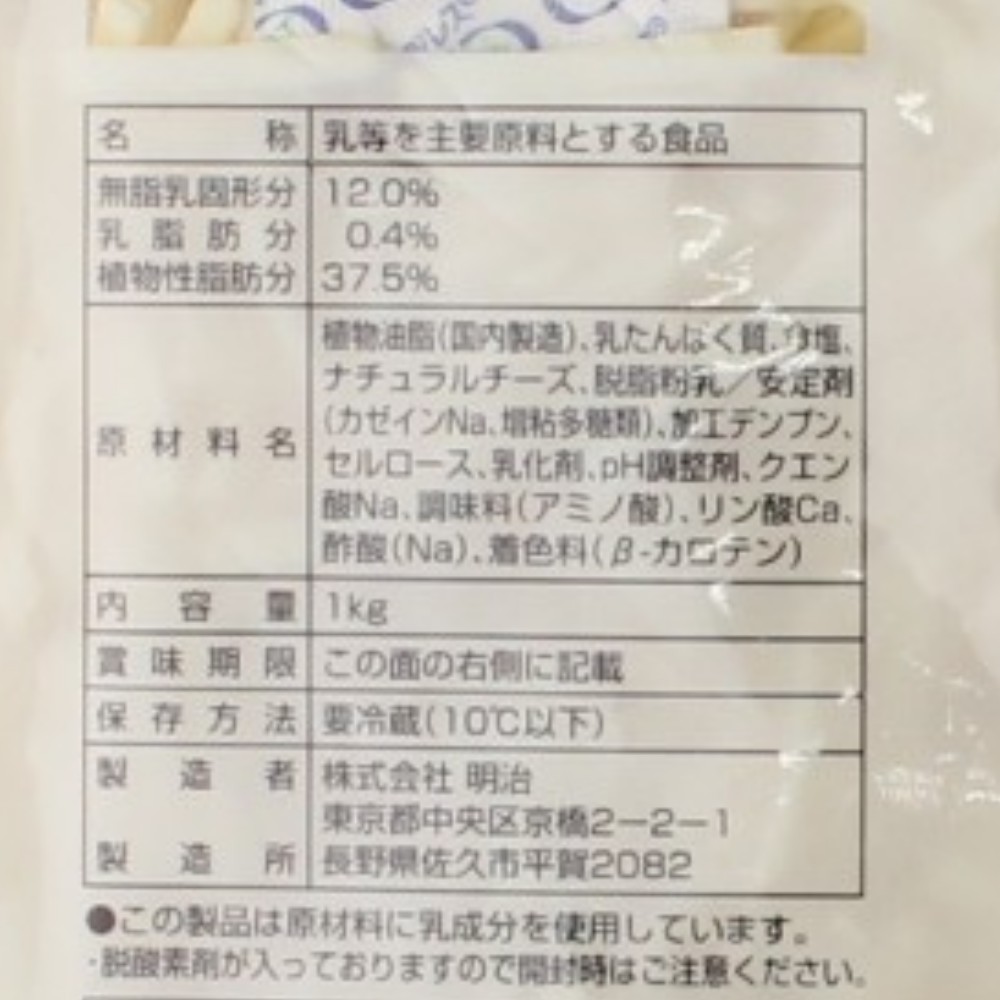 名称 乳等を主要原料とする食品
無脂乳固形分 12.0%
乳脂肪分 0.4%
植物性脂肪分 37.5%
植物油脂(国内製造)、乳たんぱく質、食塩、
ナチュラルチーズ、脱脂粉乳/安定剤
(カゼインNa、増粘多糖類)、加工デンプン、
原材料名 セルロース、乳化剤、pH調整剤、クエン
酸Na、調味料(アミノ酸)、リン酸Ca、
酢酸(Na)、着色料(β-カロテン)
内容量 1kg
賞味期限 この面の右側に記載
保存方法 要冷蔵(10℃以下)
製造者 株式会社 明治
東京都中央区京橋2-2-1
製造所 長野県佐久市平賀2082
●この製品は原材料に乳成分を使用しています。
・脱酸素剤が入っておりますので開封時はご注意ください。